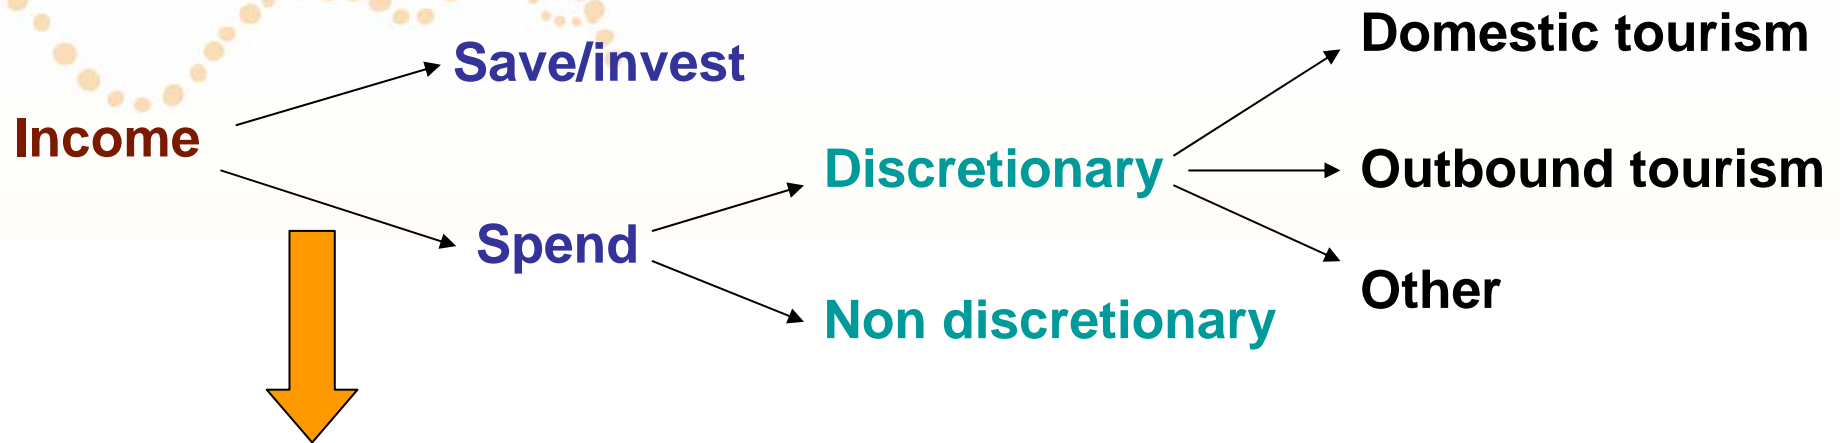 Domestic tourism
Save/invest
Income
Discretionary
Outbound tourism
Spend
Other
Non discretionary